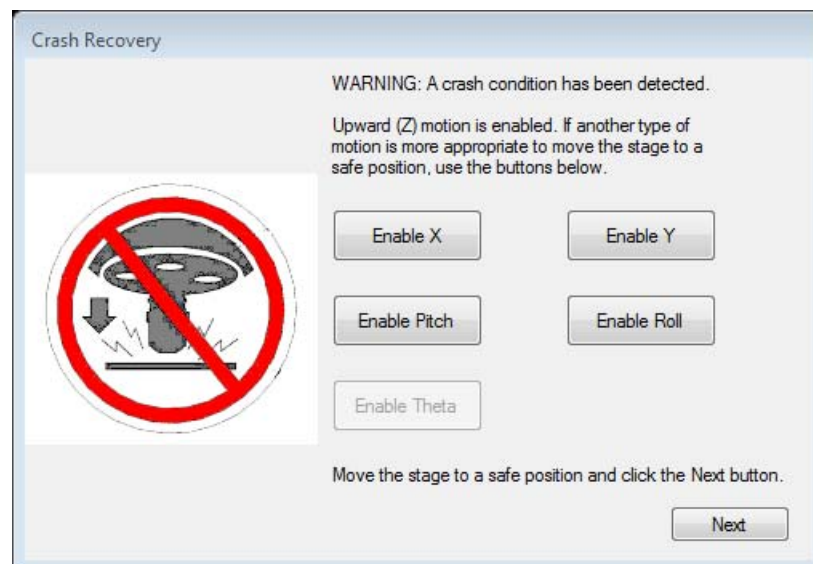 Crash Recovery
WARNING: A crash condition has been detected.
Upward (Z) motion is enabled. If another type of
motion is more appropriate to move the stage to a
safe position, use the buttons below.
Enable X
Enable Y
Enable Pitch
Enable Roll
Enable Theta
Move the stage to a safe position and click the Next button.
Next